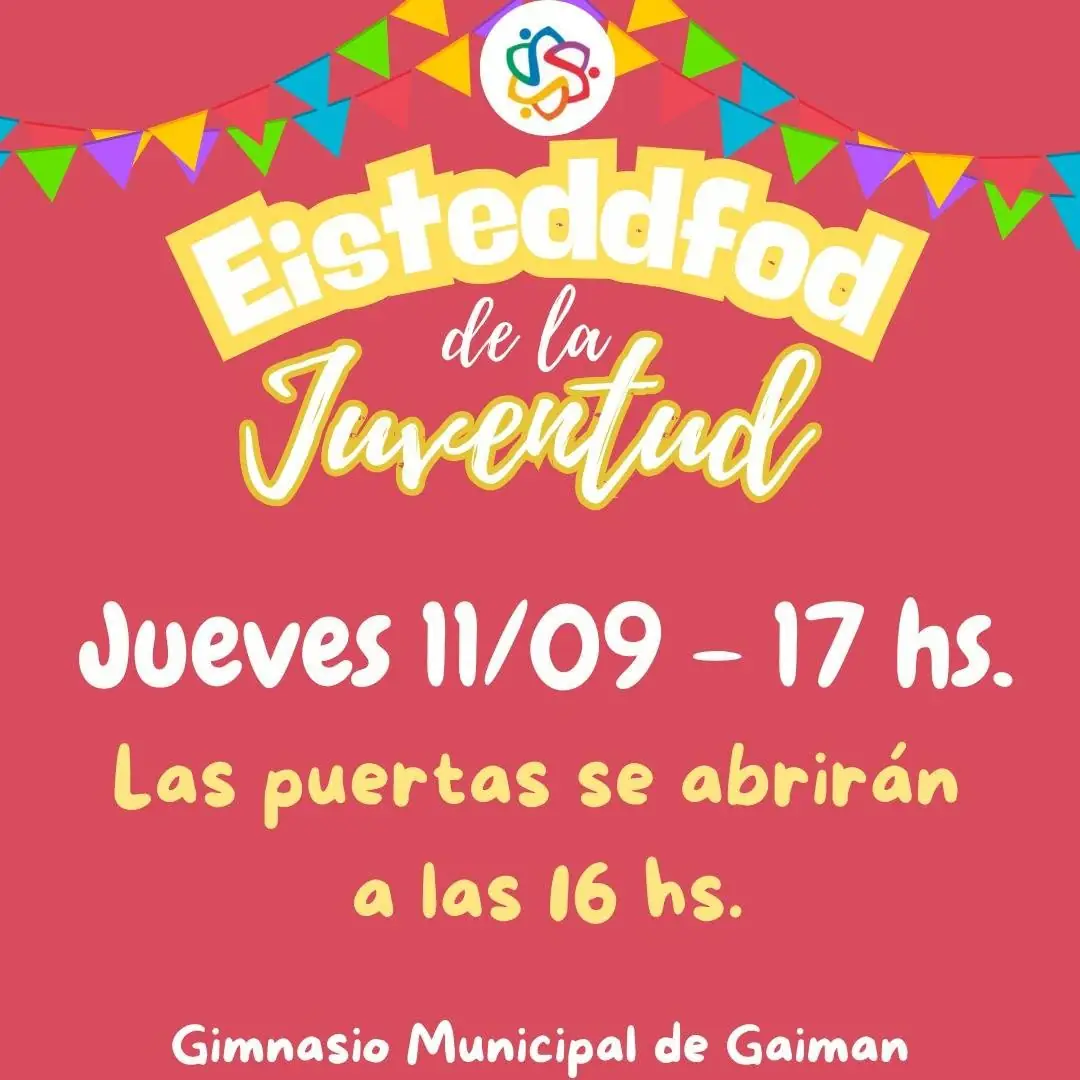 Eisteddfod
de la
Juventud
Jueves 11/09 - 17 hs.
Las puertas se abrirán
a las 16 hs.
Gimnasio Municipal de Gaiman